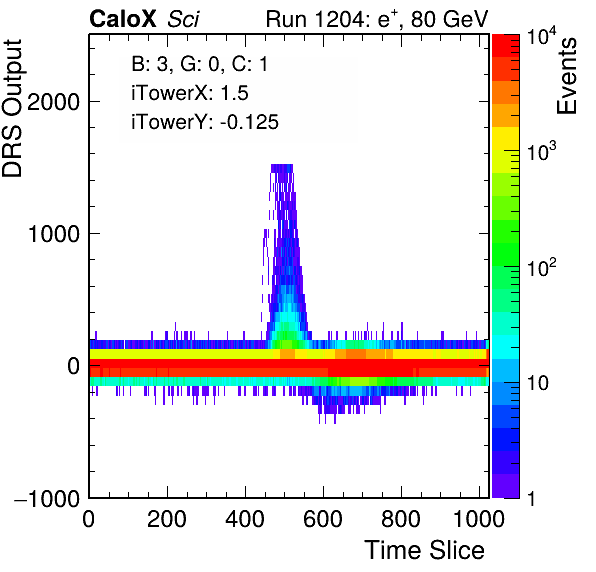 CaloX Sci Run 1204: e⁺, 80 GeV
B: 3, G: 0, C: 1
iTowerX: 1.5
iTowerY: -0.125
DRS Output
2000
1000
0
−1000
0 200 400 600 800 1000
Time Slice
Events
10⁴
10³
10²
10
1